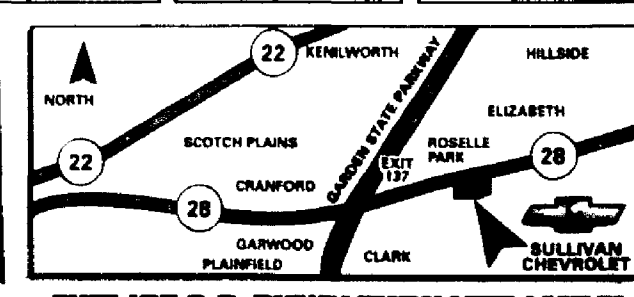 22
KENILWORTH
HILLSIDE
NORTH
GARDEN STATE PARKWAY
ELIZABETH
SCOTCH PLAINS
ROSELLE
PARK
28
22
EXIT
137
CRANFORD
28
GARWOOD
PLAINFIELD
CLARK
SULLIVAN
CHEVROLET